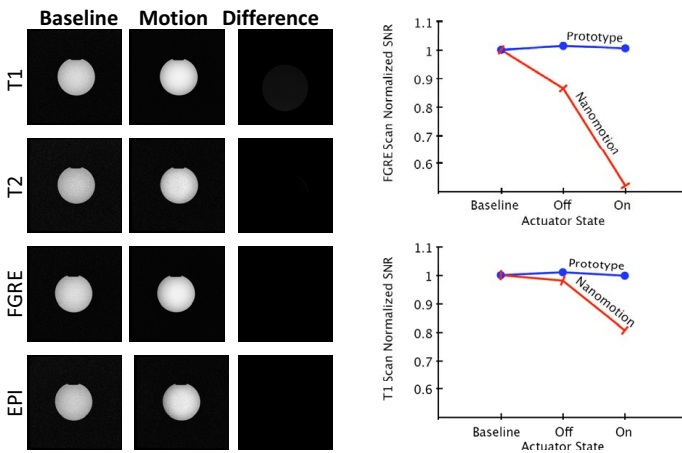 Baseline Motion Difference
T1
T2
FGRE
EPI
FGRE Scan Normalized SNR
1.1
1
0.9
0.8
0.7
0.6
Prototype
Nanomotion
Baseline Off On
Actuator State
T1 Scan Normalized SNR
1.1
1
0.9
0.8
0.7
0.6
Prototype
Nanomotion
Baseline Off On
Actuator State